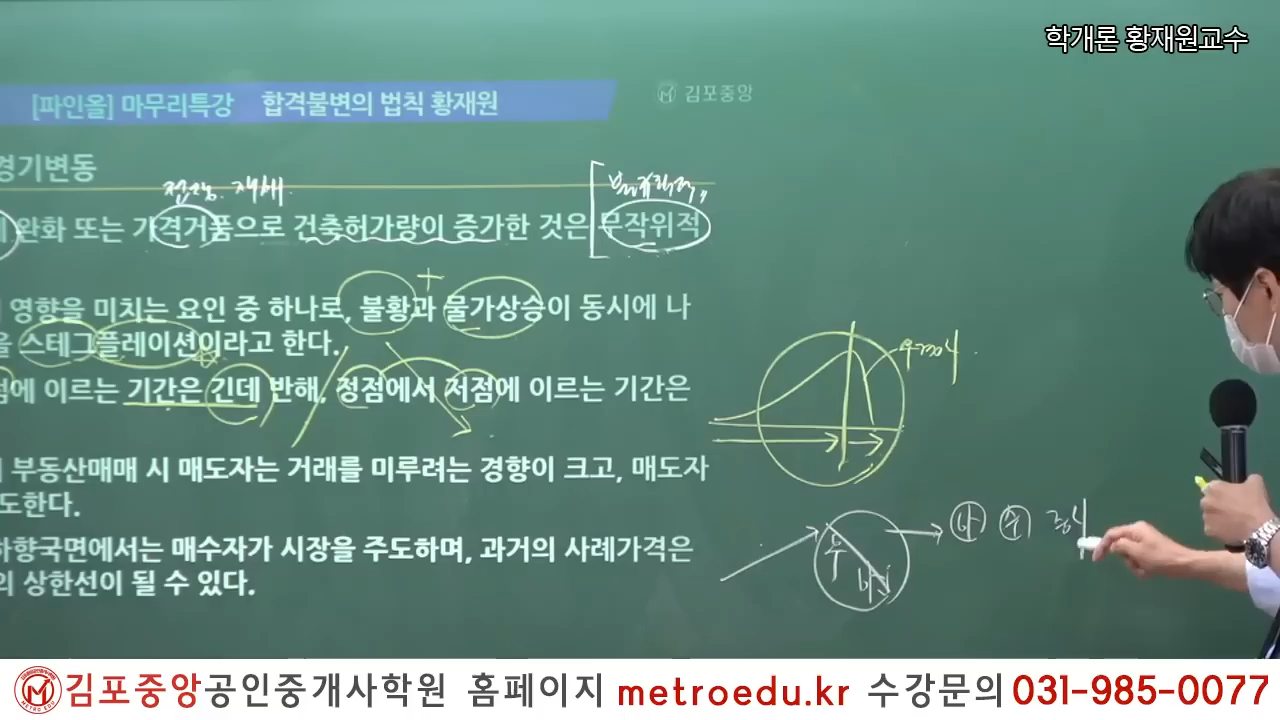 학개론 황재원교수
[파인올] 마무리특강 합격불변의 법칙 황재원
김포중앙
경기변동
전쟁, 재해
불규칙적,,
완화 또는 가격거품으로 건축허가량이 증가한 것은 무작위적
영향을 미치는 요인 중 하나로, 불황과 물가상승이 동시에 나
을 스테그플레이션이라고 한다.
점에 이르는 기간은 긴데 반해, 정점에서 저점에 이르는 기간은
부동산매매 시 매도자는 거래를 미루려는 경향이 크고, 매도자
도한다.
하향국면에서는 매수자가 시장을 주도하며, 과거의 사례가격은
의 상한선이 될 수 있다.
김포중앙공인중개사학원 홈페이지 metroedu.kr 수강문의 031-985-0077